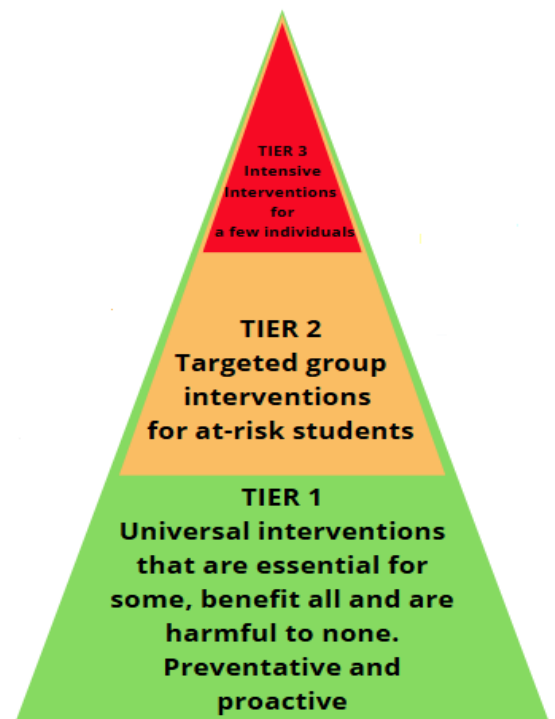 TIER 3
Intensive
Interventions
for
a few individuals
TIER 2
Targeted group
interventions
for at-risk students
TIER 1
Universal interventions
that are essential for
some, benefit all and are
harmful to none.
Preventative and
proactive